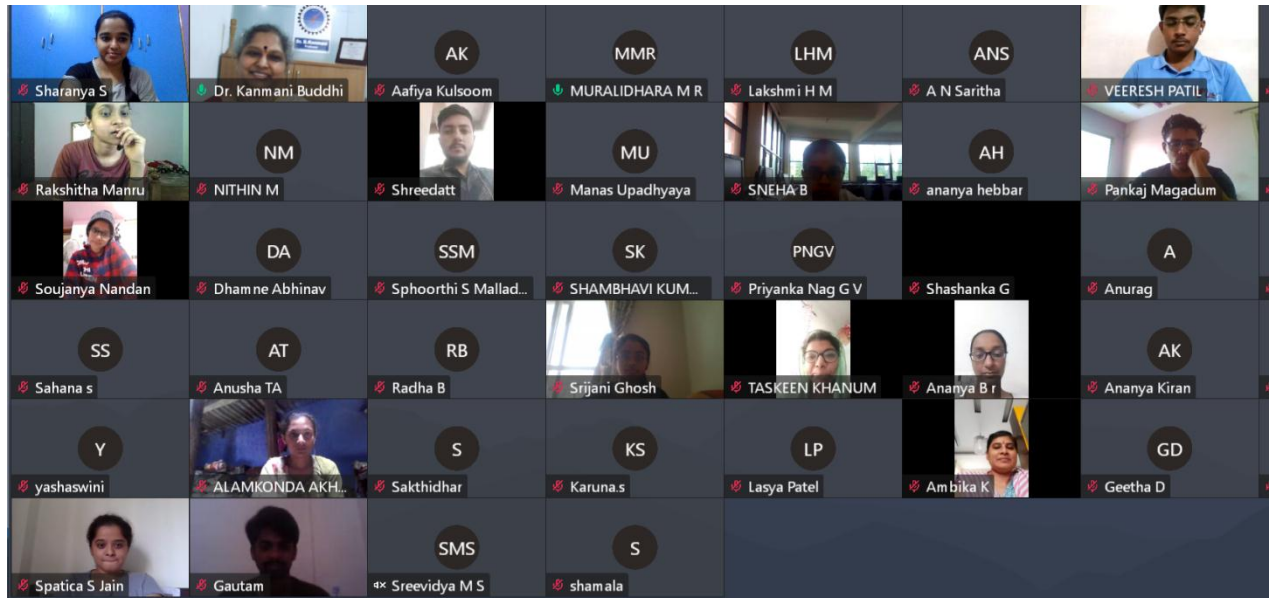 AK
MMR
LHM
ANS
Sharanya S
Dr. Kanmani Buddhi
Aafiya Kulsoom
MURALIDHARA M R
Lakshmi H M
A N Saritha
VEERESH PATIL
NM
MU
AH
Rakshitha Manru
NITHIN M
Shreedatt
Manas Upadhyaya
SNEHA B
ananya hebbar
Pankaj Magadum
DA
SSM
SK
PNGV
A
Soujanya Nandan
Dhamne Abhinav
Sphoorthi S Mallad...
SHAMBHAVI KUM...
Priyanka Nag G V
Shashanka G
Anurag
SS
AT
RB
AK
Sahana s
Anusha TA
Radha B
Srijani Ghosh
TASKEEN KHANUM
Ananya B r
Ananya Kiran
Y
S
KS
LP
GD
yashaswini
ALAMKONDA AKH...
Sakthidhar
Karuna.s
Lasya Patel
Ambika K
Geetha D
SMS
S
Spatica S Jain
Gautam
Sreevidya M S
shamala